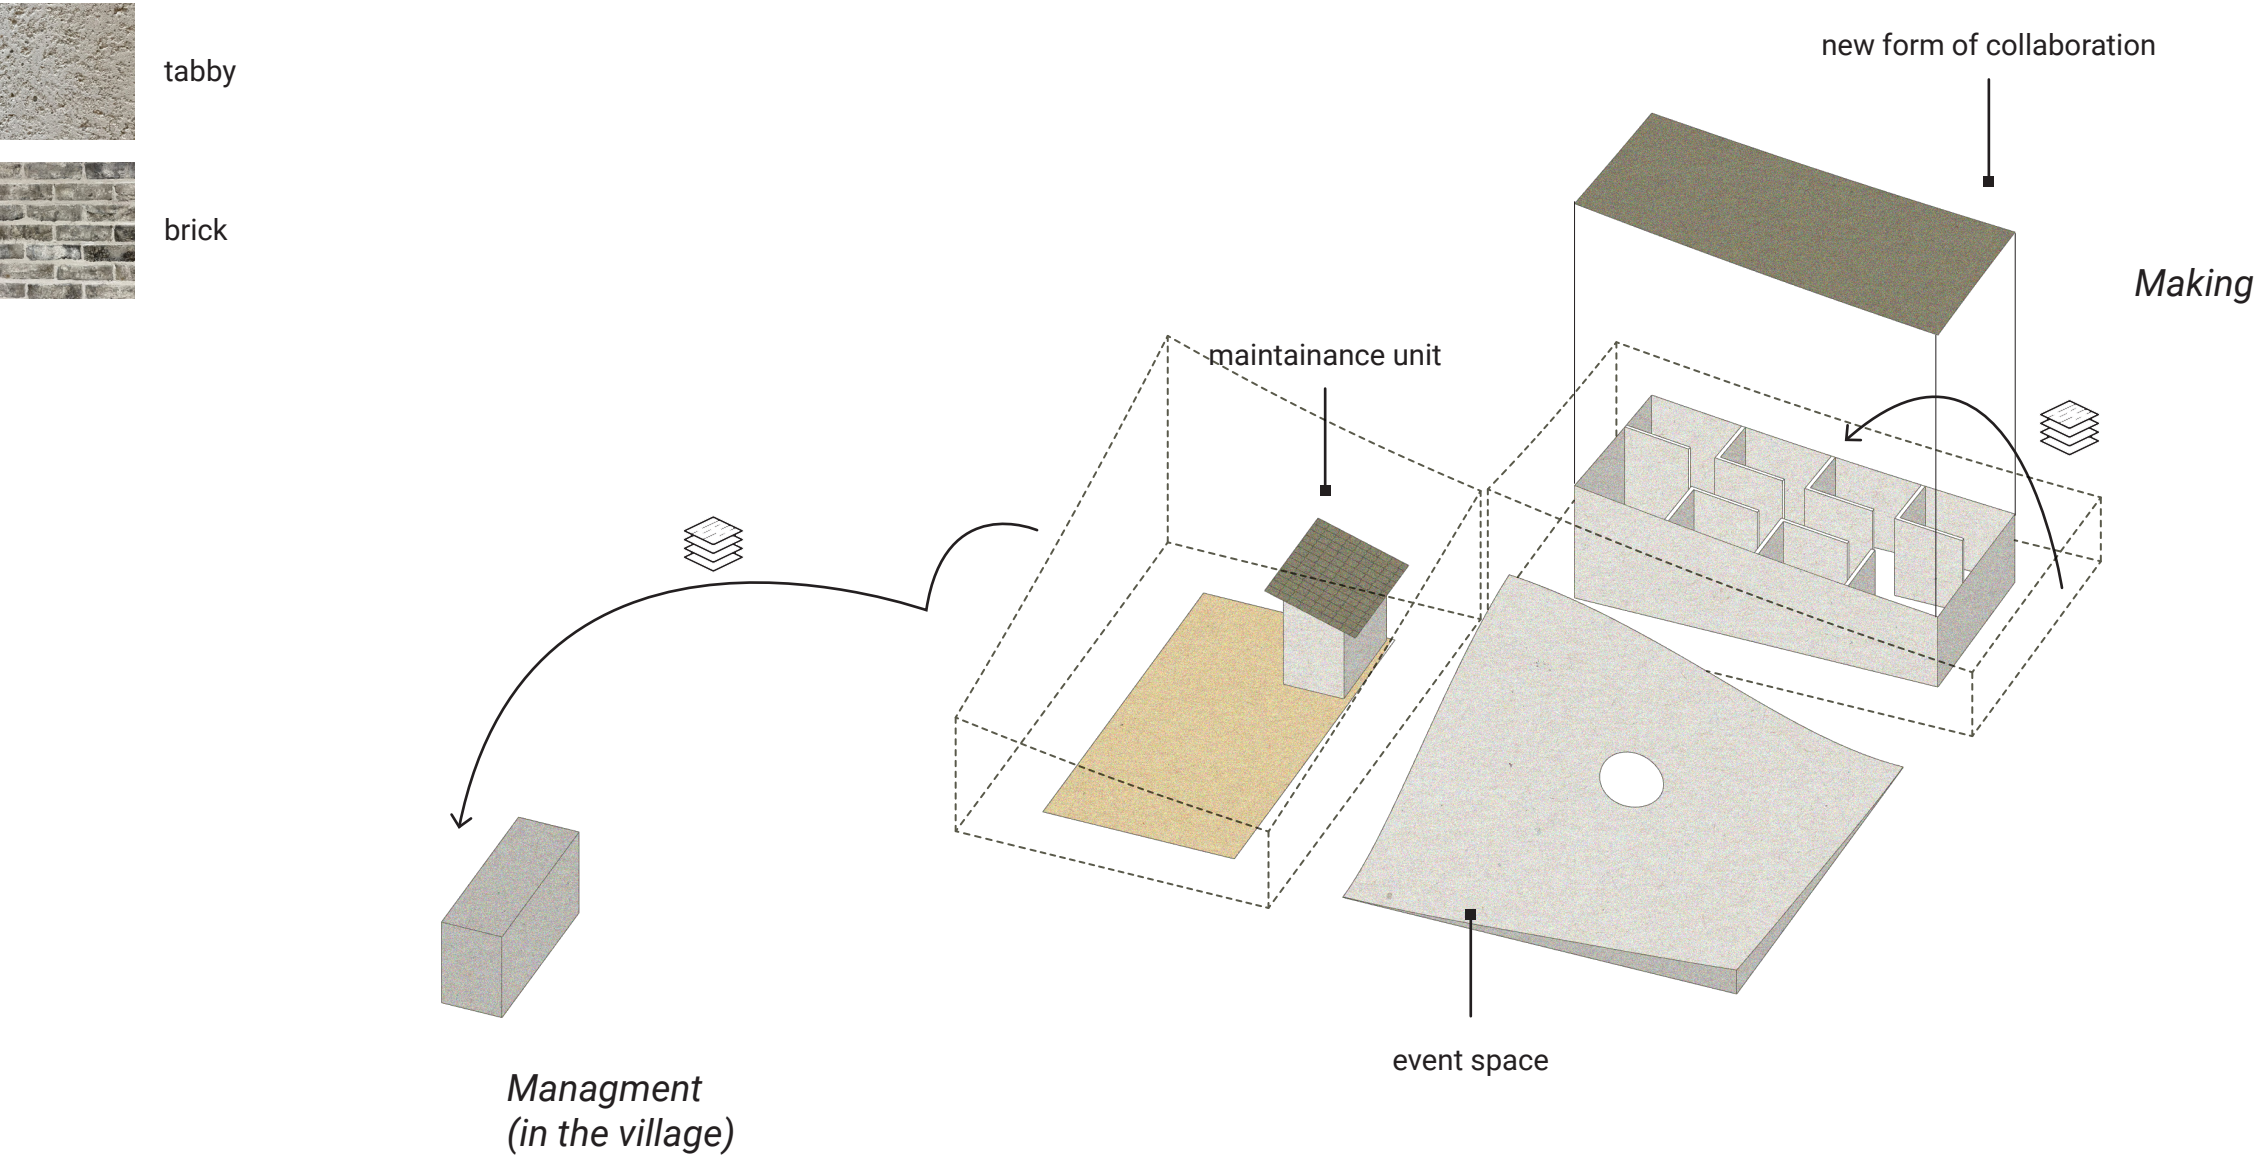 tabby
brick
new form of collaboration
Making
maintainance unit
event space
Managment
(in the village)